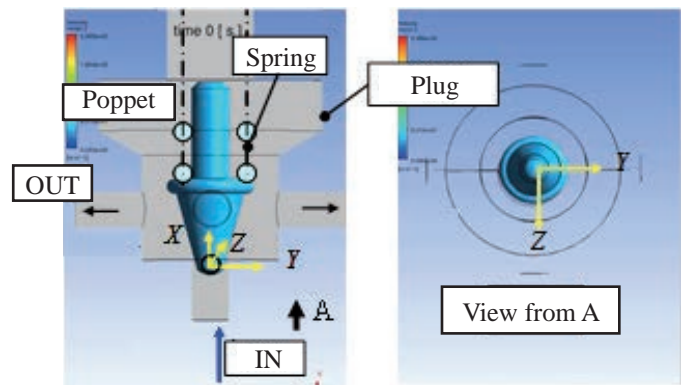 time 0 [ s ]
Spring
Plug
Poppet
OUT
X
Z
Y
A
IN
Y
Z
View from A